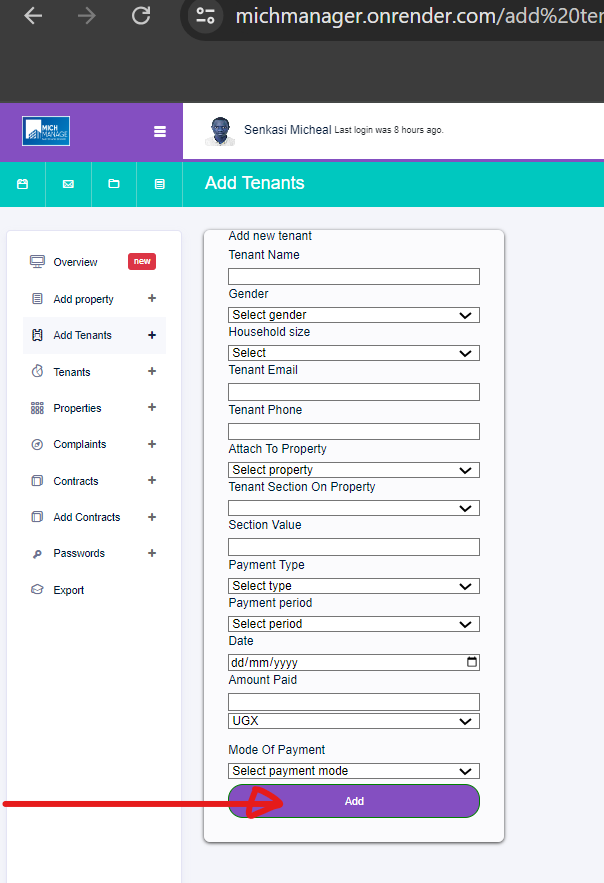 michmanager.onrender.com/add%20ter
MICH
MANAGE
Senkasi Micheal Last login was 8 hours ago.
Add Tenants
Overview new
Add property +
Add Tenants +
Tenants +
Properties +
Complaints +
Contracts +
Add Contracts +
Passwords +
Export
Add new tenant
Tenant Name
Gender
Select gender
Household size
Select
Tenant Email
Tenant Phone
Attach To Property
Select property
Tenant Section On Property
Section Value
Payment Type
Select type
Payment period
Select period
Date
dd/mm/yyyy
Amount Paid
UGX
Mode Of Payment
Select payment mode
Add